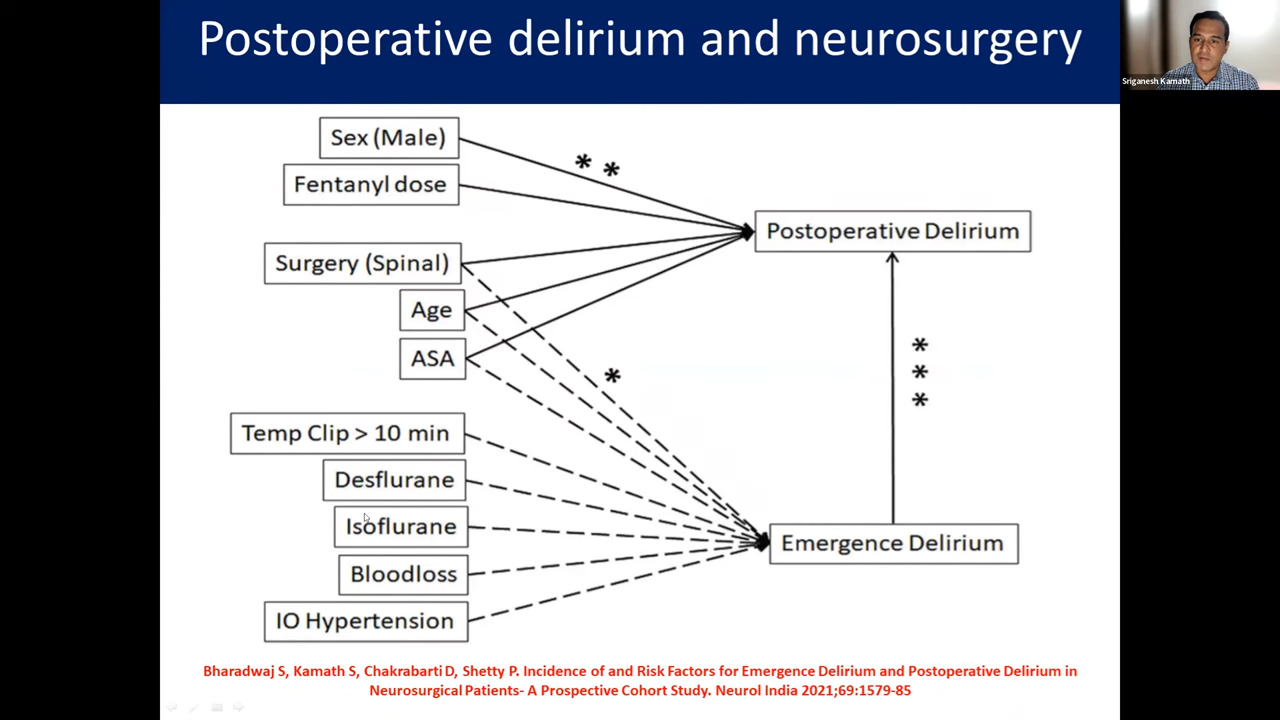 Postoperative delirium and neurosurgery
Sriganesh Kamath
Sex (Male)
* *
Fentanyl dose
Postoperative Delirium
Surgery (Spinal)
Age
ASA
*
*
*
*
Temp Clip > 10 min
Desflurane
Isoflurane
Emergence Delirium
Bloodloss
IO Hypertension
Bharadwaj S, Kamath S, Chakrabarti D, Shetty P. Incidence of and Risk Factors for Emergence Delirium and Postoperative Delirium in
Neurosurgical Patients- A Prospective Cohort Study. Neurol India 2021;69:1579-85